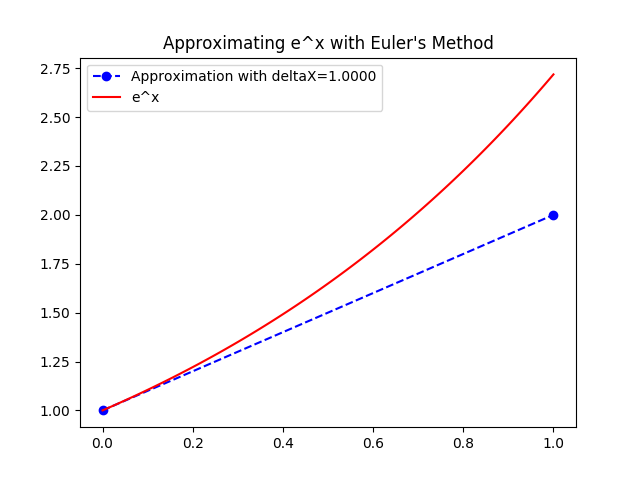 Approximating e^x with Euler's Method
Approximation with deltaX=1.0000
e^x
2.75
2.50
2.25
2.00
1.75
1.50
1.25
1.00
0.0 0.2 0.4 0.6 0.8 1.0